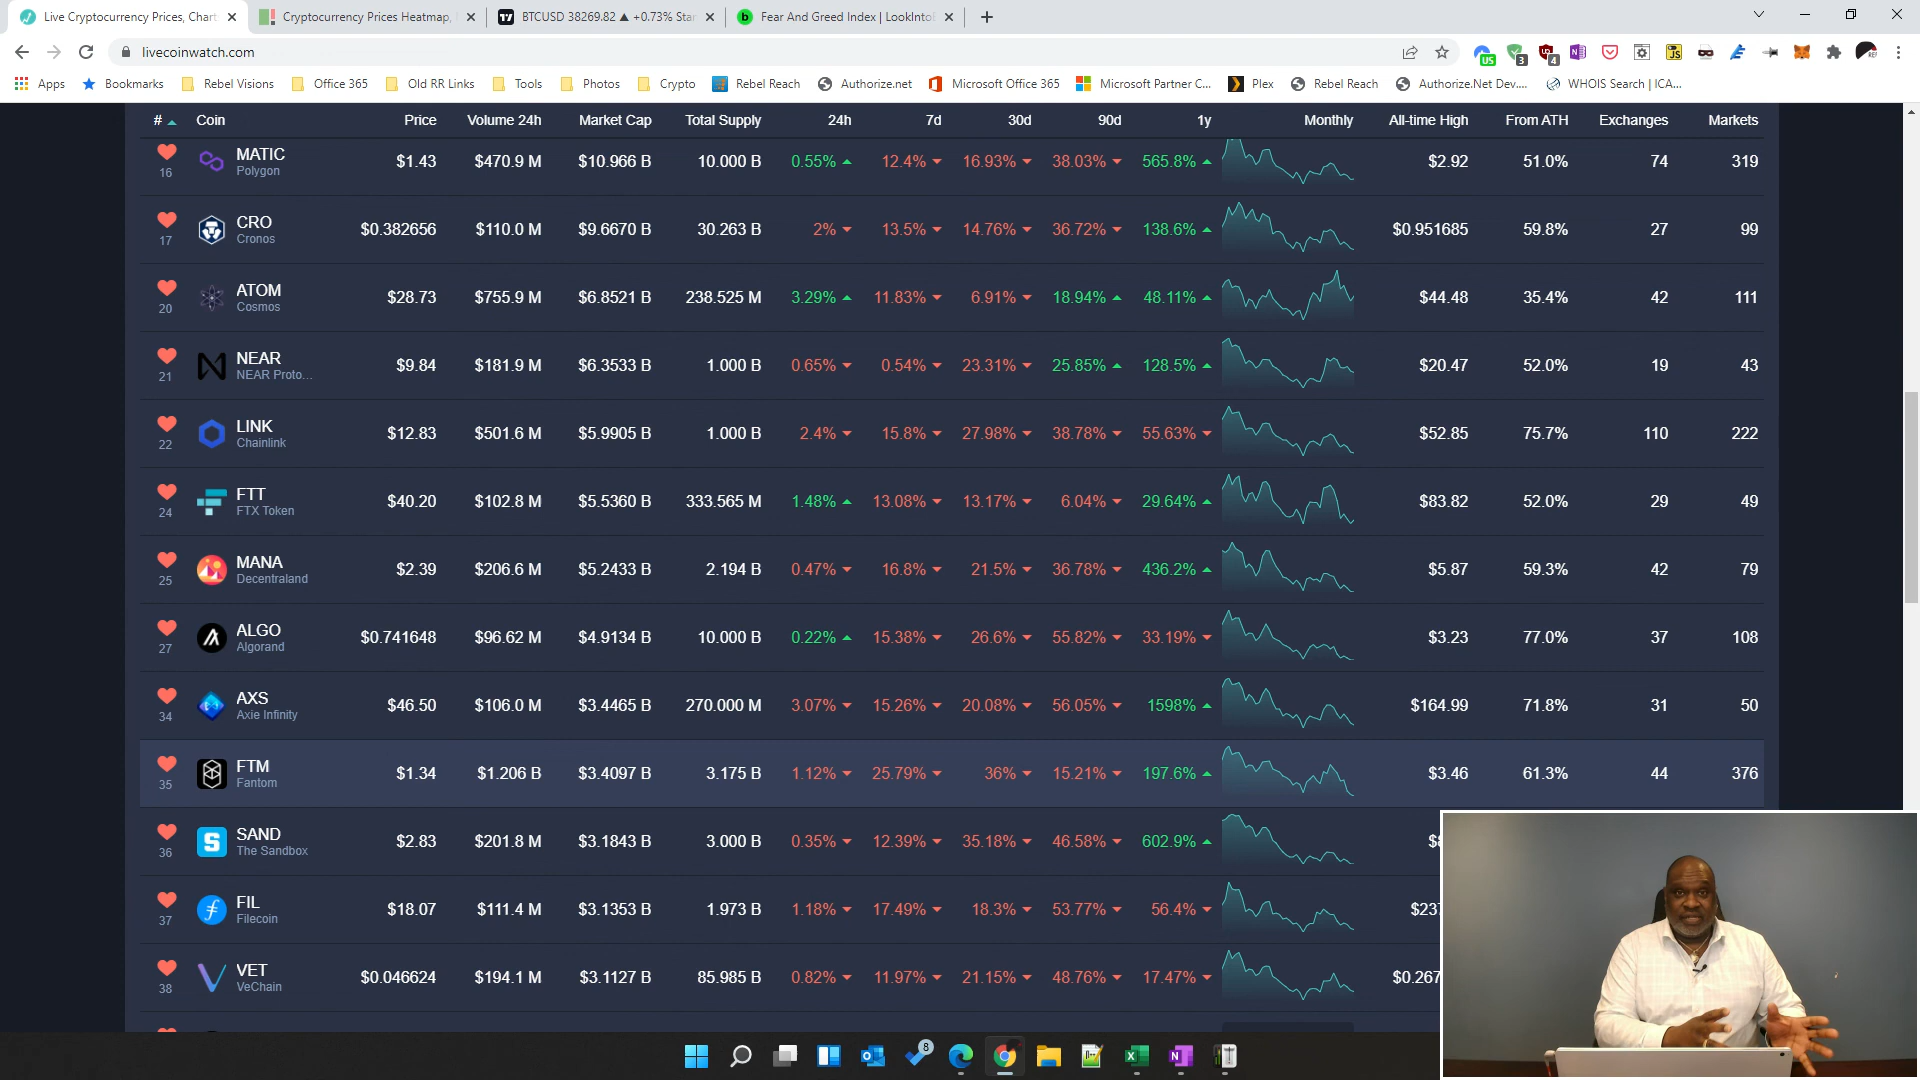 Live Cryptocurrency Prices, Chart
Cryptocurrency Prices Heatmap,
BTCUSD 38269.82 ▲ +0.73%
Fear And Greed Index | LookInto
livecoinwatch.com
US
3
4
Apps
Bookmarks
Rebel Visions
Office 365
Old RR Links
Tools
Photos
Crypto
Rebel Reach
Authorize.net
Microsoft Office 365
Microsoft Partner C...
Plex
Rebel Reach
Authorize.Net Dev....
WHOIS Search | ICA...
# Coin Price Volume 24h Market Cap Total Supply 24h 7d 30d 90d 1y Monthly All-time High From ATH Exchanges Markets
16 MATIC Polygon $1.43 $470.9 M $10.966 B 10.000 B 0.55% 12.4% 16.93% 38.03% 565.8% $2.92 51.0% 74 319
17 CRO Cronos $0.382656 $110.0 M $9.6670 B 30.263 B 2% 13.5% 14.76% 36.72% 138.6% $0.951685 59.8% 27 99
20 ATOM Cosmos $28.73 $755.9 M $6.8521 B 238.525 M 3.29% 11.83% 6.91% 18.94% 48.11% $44.48 35.4% 42 111
21 NEAR NEAR Proto... $9.84 $181.9 M $6.3533 B 1.000 B 0.65% 0.54% 23.31% 25.85% 128.5% $20.47 52.0% 19 43
22 LINK Chainlink $12.83 $501.6 M $5.9905 B 1.000 B 2.4% 15.8% 27.98% 38.78% 55.63% $52.85 75.7% 110 222
24 FTT FTX Token $40.20 $102.8 M $5.5360 B 333.565 M 1.48% 13.08% 13.17% 6.04% 29.64% $83.82 52.0% 29 49
25 MANA Decentraland $2.39 $206.6 M $5.2433 B 2.194 B 0.47% 16.8% 21.5% 36.78% 436.2% $5.87 59.3% 42 79
27 ALGO Algorand $0.741648 $96.62 M $4.9134 B 10.000 B 0.22% 15.38% 26.6% 55.82% 33.19% $3.23 77.0% 37 108
34 AXS Axie Infinity $46.50 $106.0 M $3.4465 B 270.000 M 3.07% 15.26% 20.08% 56.05% 1598% $164.99 71.8% 31 50
35 FTM Fantom $1.34 $1.206 B $3.4097 B 3.175 B 1.12% 25.79% 36% 15.21% 197.6% $3.46 61.3% 44 376
36 SAND The Sandbox $2.83 $201.8 M $3.1843 B 3.000 B 0.35% 12.39% 35.18% 46.58% 602.9%
37 FIL Filecoin $18.07 $111.4 M $3.1353 B 1.973 B 1.18% 17.49% 18.3% 53.77% 56.4% $237
38 VET VeChain $0.046624 $194.1 M $3.1127 B 85.985 B 0.82% 11.97% 21.15% 48.76% 17.47% $0.267
8